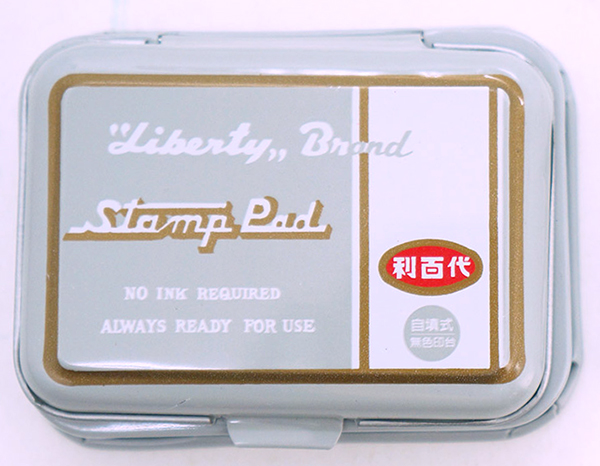 "Liberty„ Brand
Stamp Pad
NO INK REQUIRED
ALWAYS READY FOR USE
利百代
自填式
無色印台